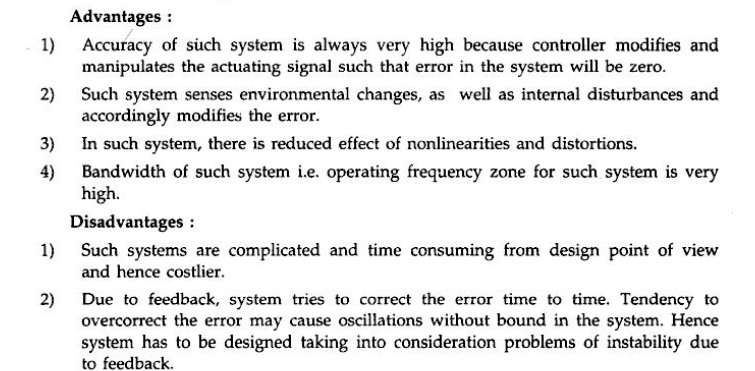 Advantages :
1) Accuracy of such system is always very high because controller modifies and
manipulates the actuating signal such that error in the system will be zero.
2) Such system senses environmental changes, as well as internal disturbances and
accordingly modifies the error.
3) In such system, there is reduced effect of nonlinearities and distortions.
4) Bandwidth of such system i.e. operating frequency zone for such system is very
high.
Disadvantages :
1) Such systems are complicated and time consuming from design point of view
and hence costlier.
2) Due to feedback, system tries to correct the error time to time. Tendency to
overcorrect the error may cause oscillations without bound in the system. Hence
system has to be designed taking into consideration problems of instability due
to feedback.